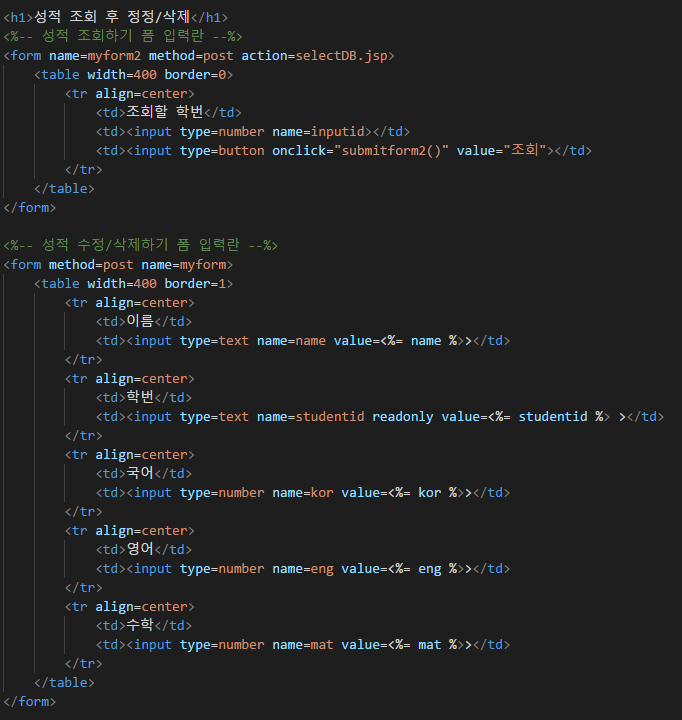 <h1>성적 조회 후 정정/삭제</h1>
<%-- 성적 조회하기 폼 입력란 --%>
<form name=myform2 method=post action=selectDB.jsp>
    <table width=400 border=0>
        <tr align=center>
            <td>조회할 학번</td>
            <td><input type=number name=inputid></td>
            <td><input type=button onclick="submitform2()" value="조회"></td>
        </tr>
    </table>
</form>

<%-- 성적 수정/삭제하기 폼 입력란 --%>
<form method=post name=myform>
    <table width=400 border=1>
        <tr align=center>
            <td>이름</td>
            <td><input type=text name=name value=<%= name %>></td>
        </tr>
        <tr align=center>
            <td>학번</td>
            <td><input type=text name=studentid readonly value=<%= studentid %> ></td>
        </tr>
        <tr align=center>
            <td>국어</td>
            <td><input type=number name=kor value=<%= kor %>></td>
        </tr>
        <tr align=center>
            <td>영어</td>
            <td><input type=number name=eng value=<%= eng %>></td>
        </tr>
        <tr align=center>
            <td>수학</td>
            <td><input type=number name=mat value=<%= mat %>></td>
        </tr>
    </table>
</form>